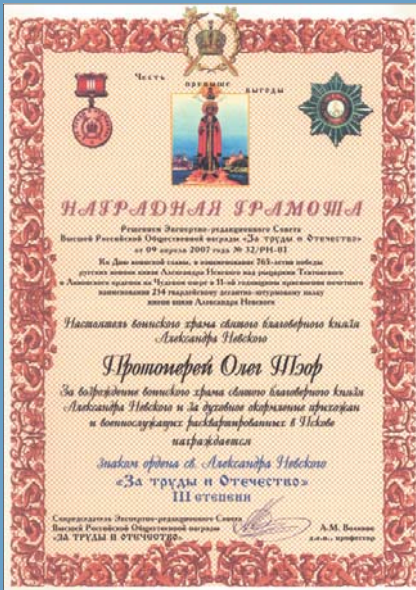 Честь
превыше
выгоды
НАГРАДНАЯ ГРАМОТА
Решением Экспертно-редакционного Совета
Высшей Российской Общественной награды «За труды и Отечество»
от 09 апреля 2007 года № 32/РН-03
Ко Дню воинской славы, в ознаменование 765-летия победы
русских воинов князя Александра Невского над рыцарями Тевтонского
и Ливонского орденов на Чудском озере и 11-ой годовщины присвоения почетного
наименования 234 гвардейскому десантно-штурмовому полку
имени князя Александра Невского
Настоятель воинского храма святого благоверного князя
Александра Невского
Протоиерей Олег Тэор
За возрождение воинского храма святого благоверного князя
Александра Невского и за духовное окормление прихожан
и военнослужащих расквартированных в Пскове
награждается
знаком ордена св. Александра Невского
«За труды и Отечество»
III степени
Сопредседатель Экспертно-редакционного Совета
Высшей Российской Общественной награды
«ЗА ТРУДЫ И ОТЕЧЕСТВО»
А.М.
профессор